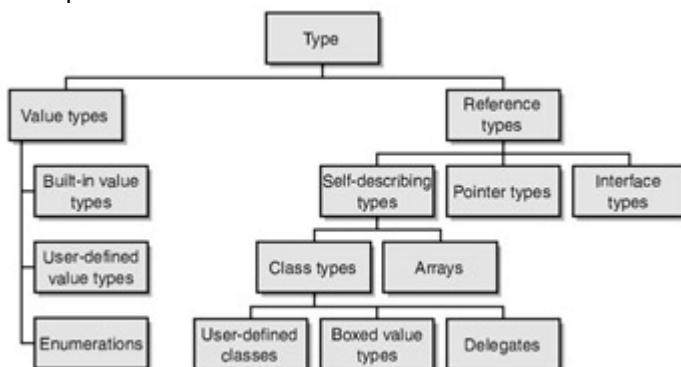 Type
Value types
Reference
types
Built-in value
types
Self-describing
types
Pointer types
Interface
types
User-defined
value types
Class types
Arrays
Enumerations
User-defined
classes
Boxed value
types
Delegates